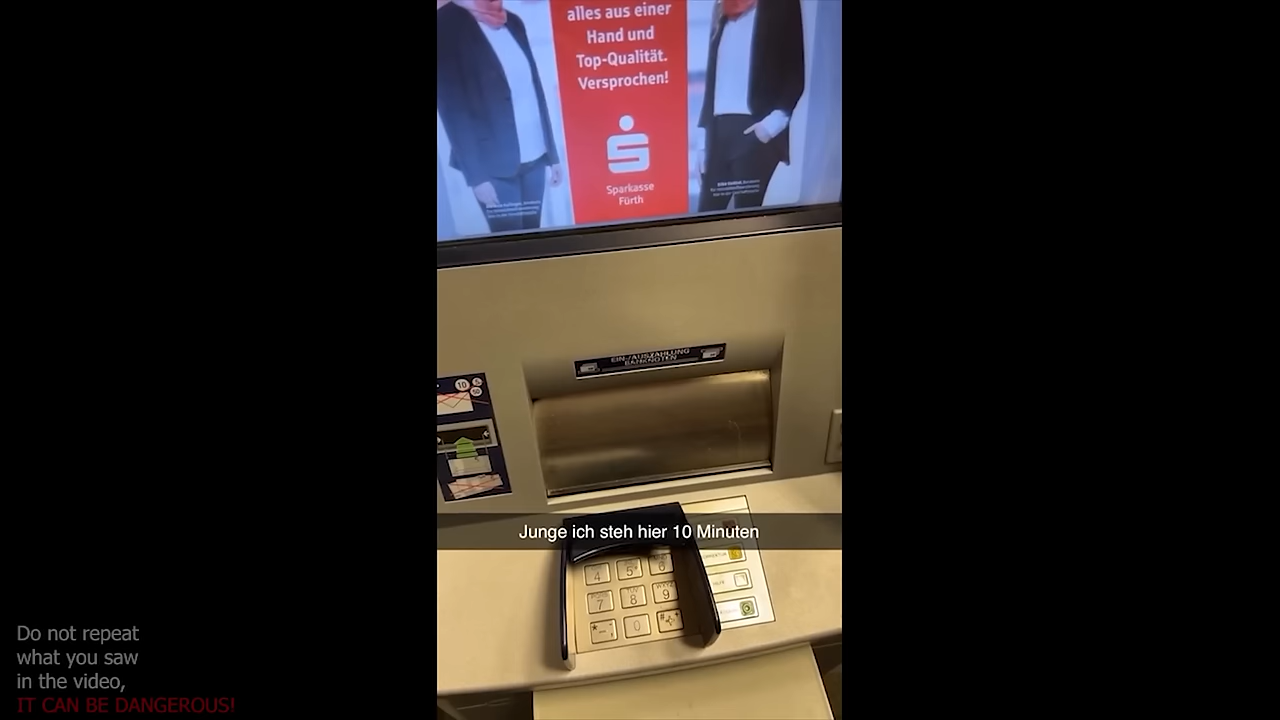 alles aus einer
Hand und
Top-Qualität.
Versprochen!
Sparkasse
Fürth
EIN-/AUSZAHLUNG
BANKNOTEN
10
Junge ich steh hier 10 Minuten
4 5 6
7 8 9
0 #
Do not repeat
what you saw
in the video,
IT CAN BE DANGEROUS!